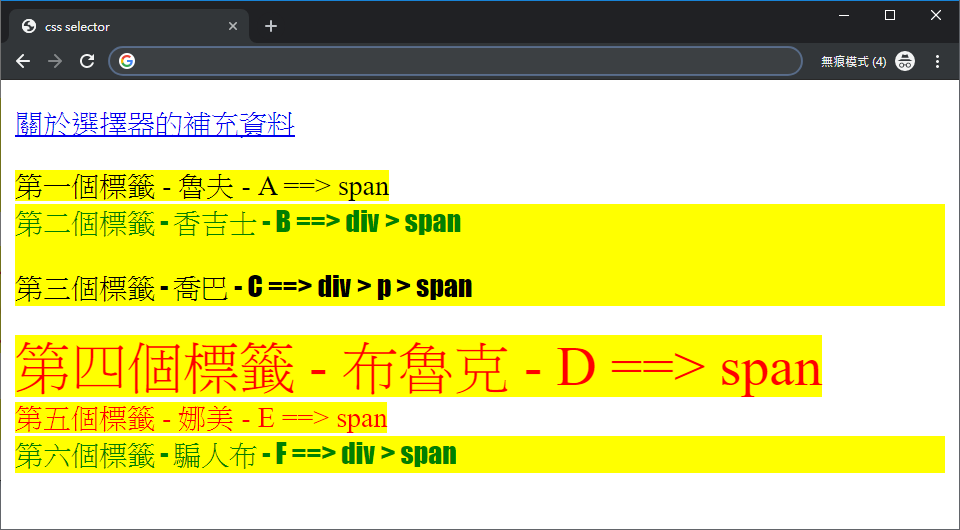 css selector
無痕模式 (4)
關於選擇器的補充資料
第一個標籤 - 魯夫 - A ==> span
第二個標籤 - 香吉士 - B ==> div > span
第三個標籤 - 喬巴 - C ==> div > p > span
第四個標籤 - 布魯克 - D ==> span
第五個標籤 - 娜美 - E ==> span
第六個標籤 - 騙人布 - F ==> div > span